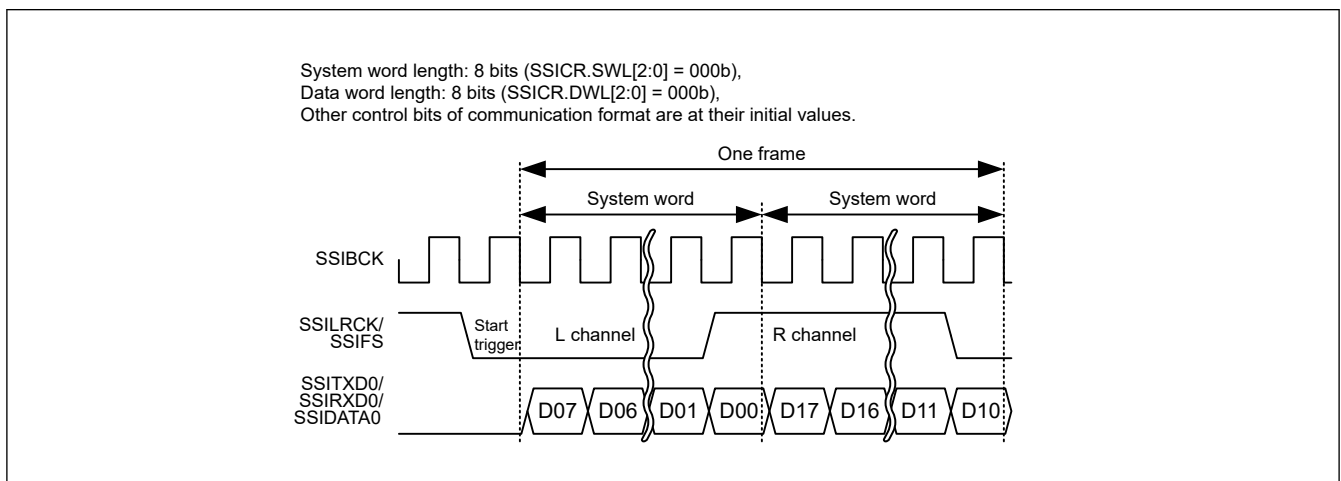 System word length: 8 bits (SSICR.SWL[2:0] = 000b),
Data word length: 8 bits (SSICR.DWL[2:0] = 000b),
Other control bits of communication format are at their initial values.
One frame
System word System word
SSIBCK
SSILRCK/
SSIFS
Start
trigger
L channel
R channel
SSITXD0/
SSIRXD0/
SSIDATA0
D07 D06 D01 D00 D17 D16 D11 D10